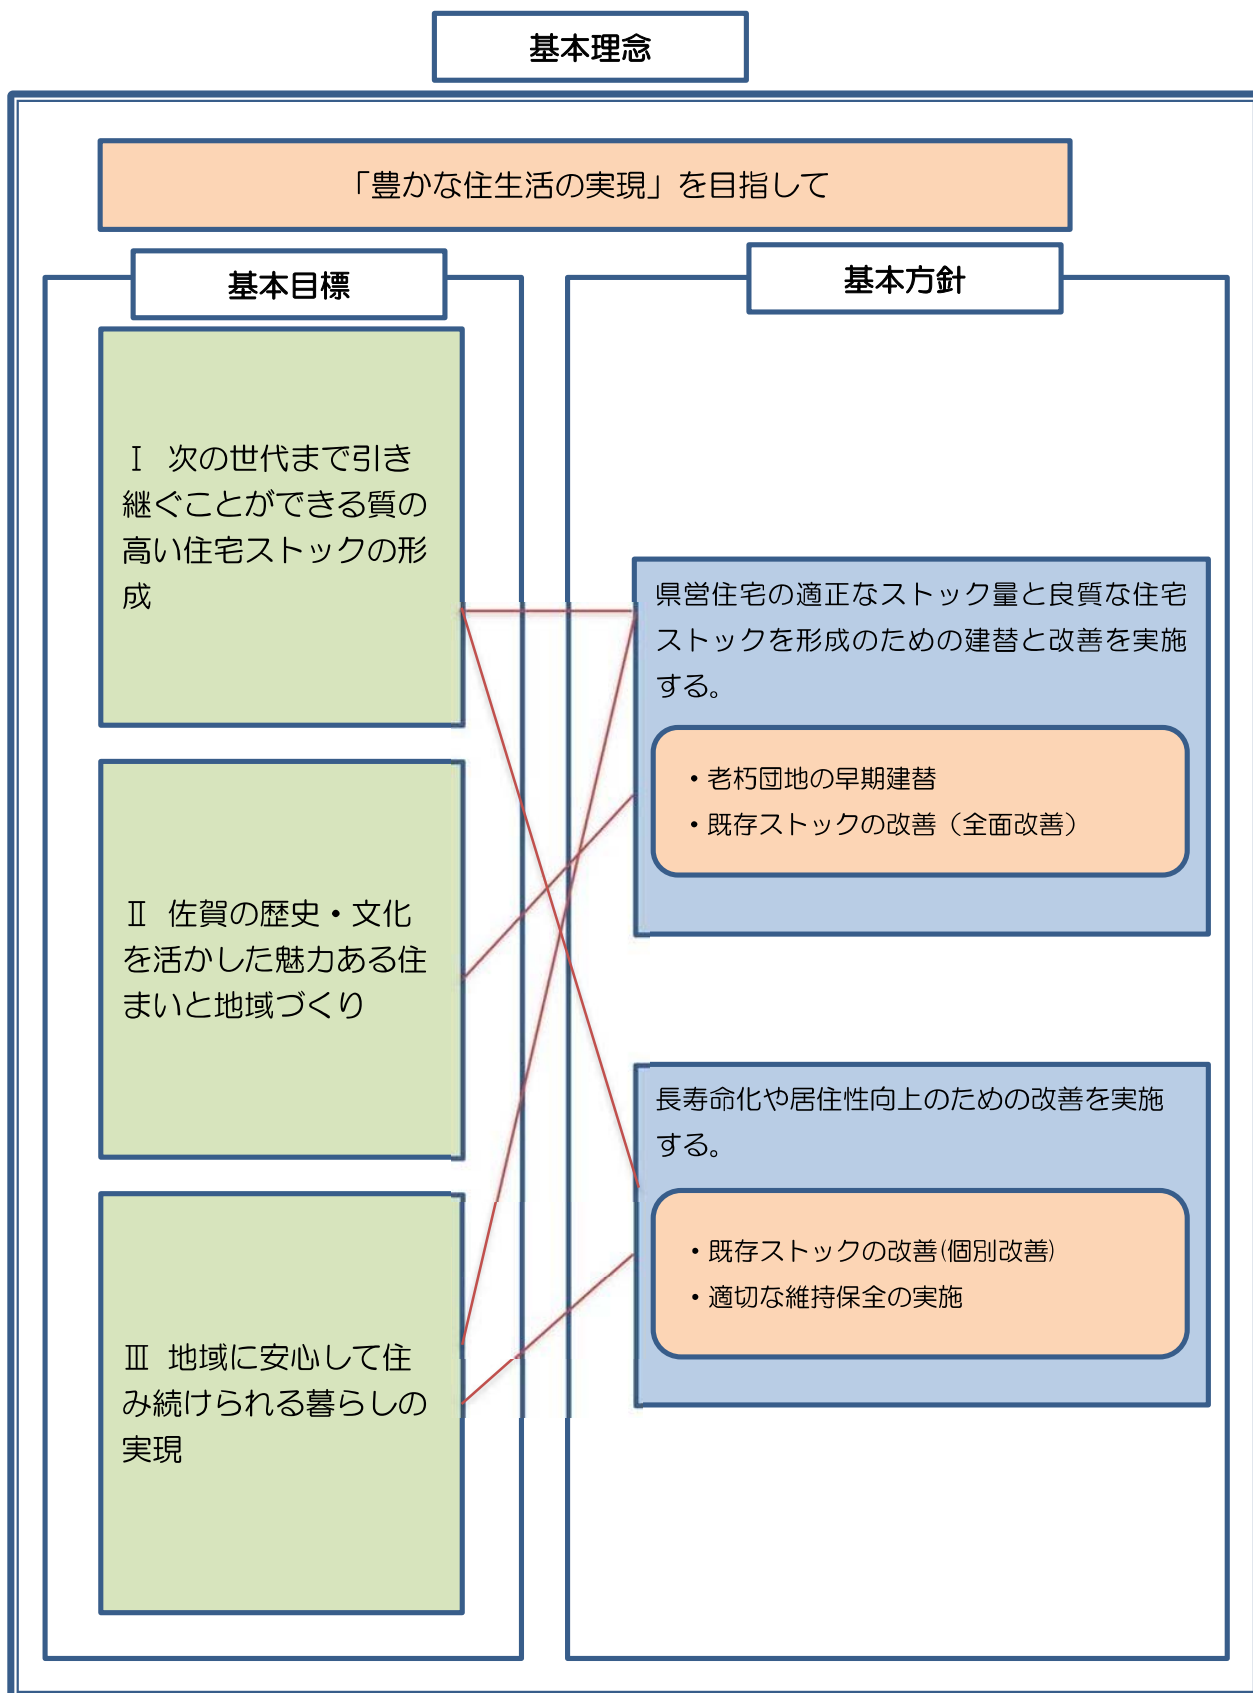 基本理念
「豊かな住生活の実現」を目指して
基本目標
Ⅰ 次の世代まで引き
継ぐことができる質の
高い住宅ストックの形
成
Ⅱ 佐賀の歴史・文化
を活かした魅力ある住
まいと地域づくり
Ⅲ 地域に安心して住
み続けられる暮らしの
実現
基本方針
県営住宅の適正なストック量と良質な住宅
ストックを形成のための建替と改善を実施
する。
・老朽団地の早期建替
・既存ストックの改善（全面改善）
長寿命化や居住性向上のための改善を実施
する。
・既存ストックの改善(個別改善)
・適切な維持保全の実施